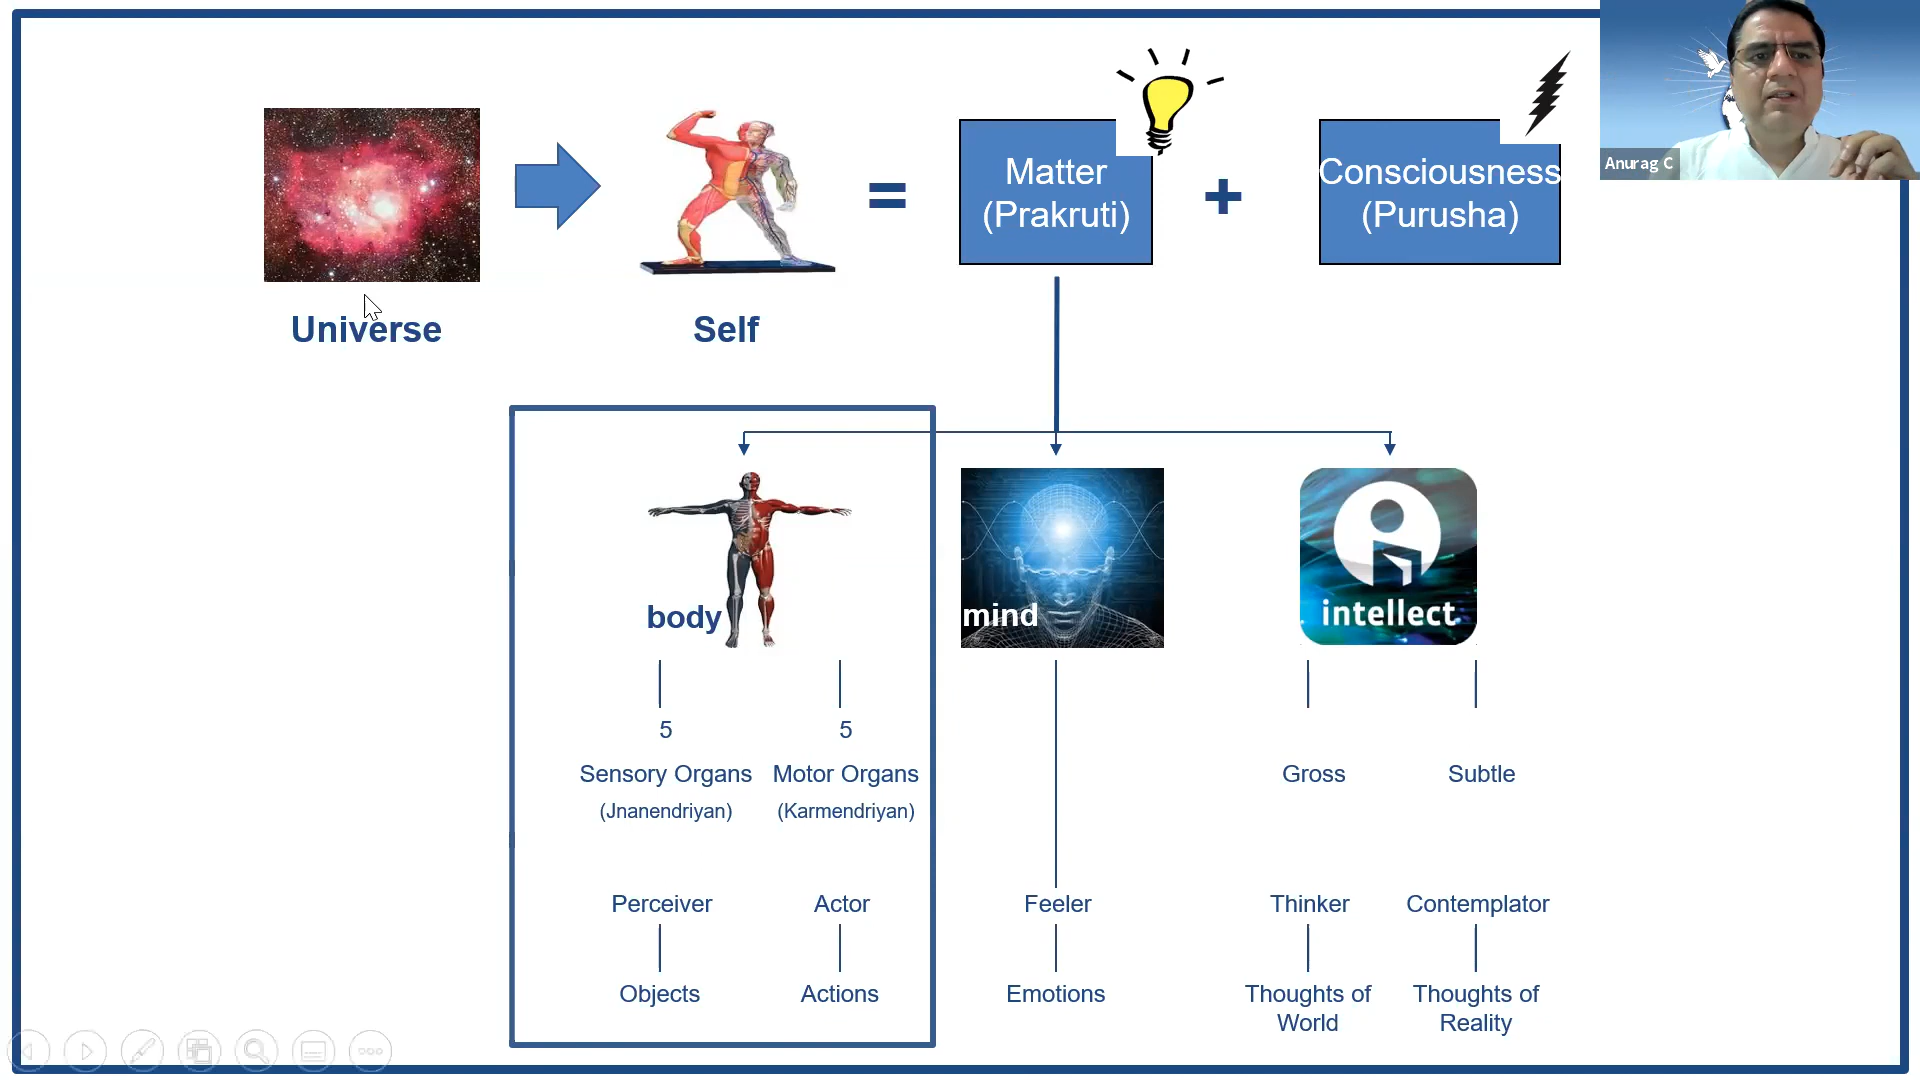 Matter
(Prakruti)
Consciousness
(Purusha)
Anurag C
=
+
Universe
Self
body
mind
intellect
5
5
Sensory Organs
Motor Organs
(Jnanendriyan)
(Karmendriyan)
Gross
Subtle
Perceiver
Actor
Feeler
Thinker
Contemplator
Objects
Actions
Emotions
Thoughts of
World
Thoughts of
Reality